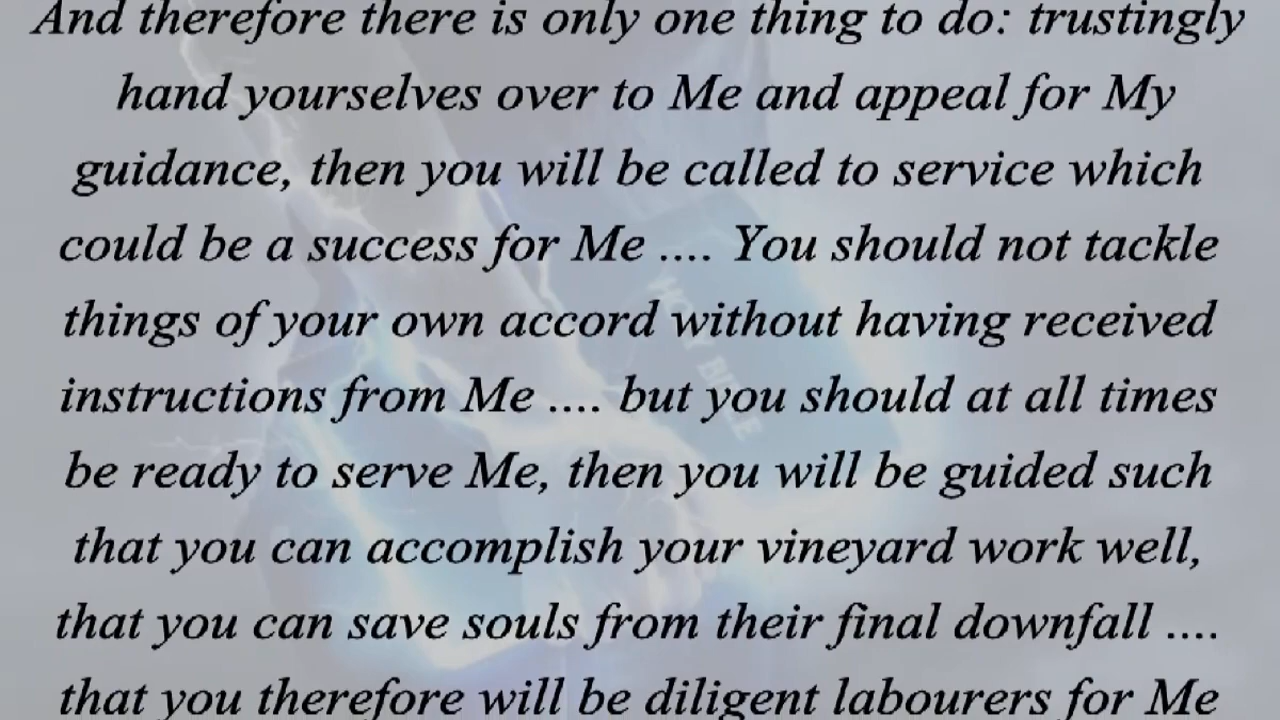 And therefore there is only one thing to do: trustingly
hand yourselves over to Me and appeal for My
guidance, then you will be called to service which
could be a success for Me .... You should not tackle
things of your own accord without having received
instructions from Me .... but you should at all times
be ready to serve Me, then you will be guided such
that you can accomplish your vineyard work well,
that you can save souls from their final downfall ....
that you therefore will be diligent labourers for Me
HOLY BIBLE